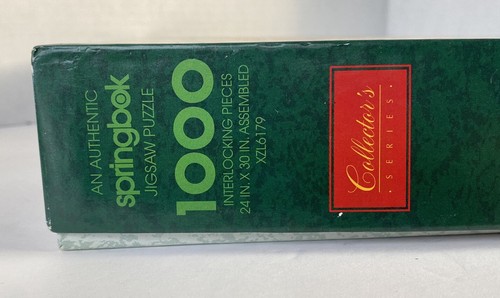 AN AUTHENTIC
springbok
JIGSAW PUZZLE
1000
INTERLOCKING PIECES
24 IN. X 30 IN. ASSEMBLED
XZL6179
Collector's
• SERIES •